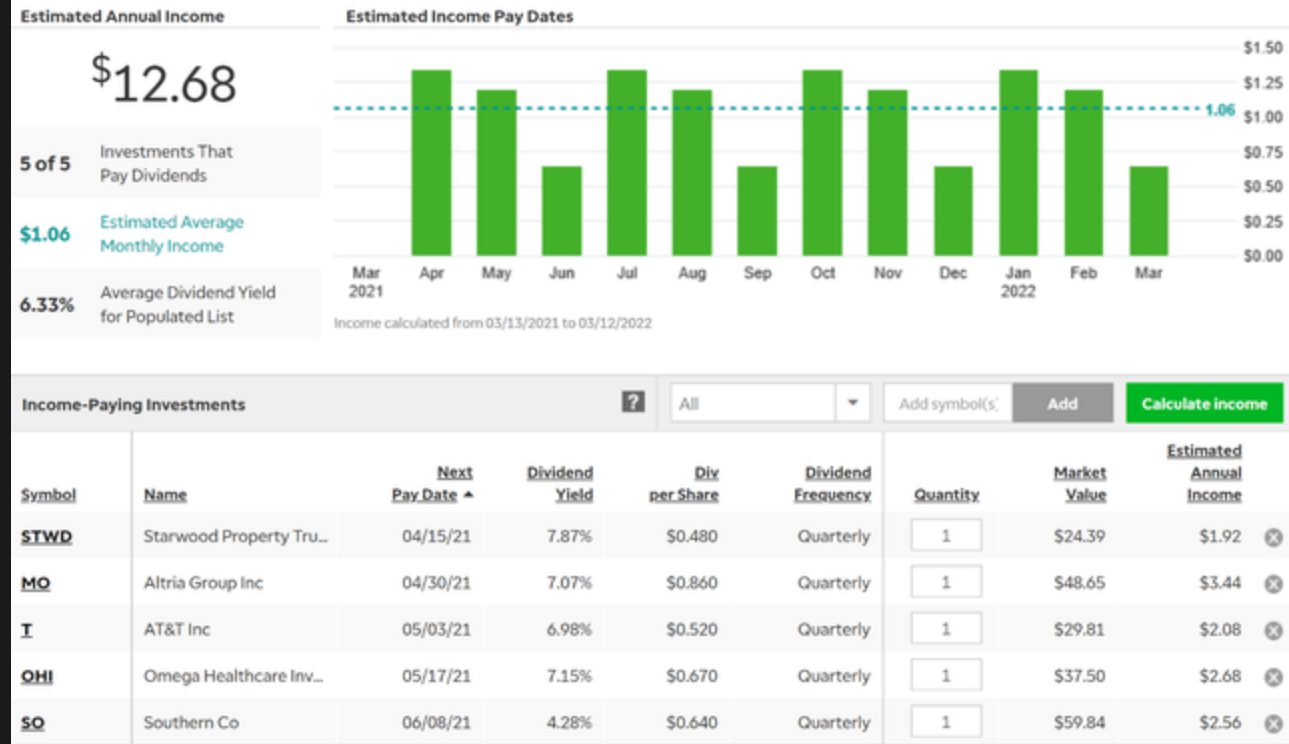 Estimated Annual Income
$12.68
5 of 5 Investments That Pay Dividends
$1.06 Estimated Average Monthly Income
6.33% Average Dividend Yield for Populated List
Estimated Income Pay Dates
$1.50
$1.25
1.06
$1.00
$0.75
$0.50
$0.25
$0.00
Mar Apr May Jun Jul Aug Sep Oct Nov Dec Jan Feb Mar
2021 2022
Income calculated from 03/13/2021 to 03/12/2022
Income-Paying Investments ? All Add symbol(s) Add Calculate income
Symbol Name Next Pay Date Dividend Yield Div per Share Dividend Frequency Quantity Market Value Estimated Annual Income
STWD Starwood Property Tru... 04/15/21 7.87% $0.480 Quarterly 1 $24.39 $1.92
MO Altria Group Inc 04/30/21 7.07% $0.860 Quarterly 1 $48.65 $3.44
T AT&T Inc 05/03/21 6.98% $0.520 Quarterly 1 $29.81 $2.08
OHI Omega Healthcare Inv... 05/17/21 7.15% $0.670 Quarterly 1 $37.50 $2.68
SO Southern Co 06/08/21 4.28% $0.640 Quarterly 1 $59.84 $2.56